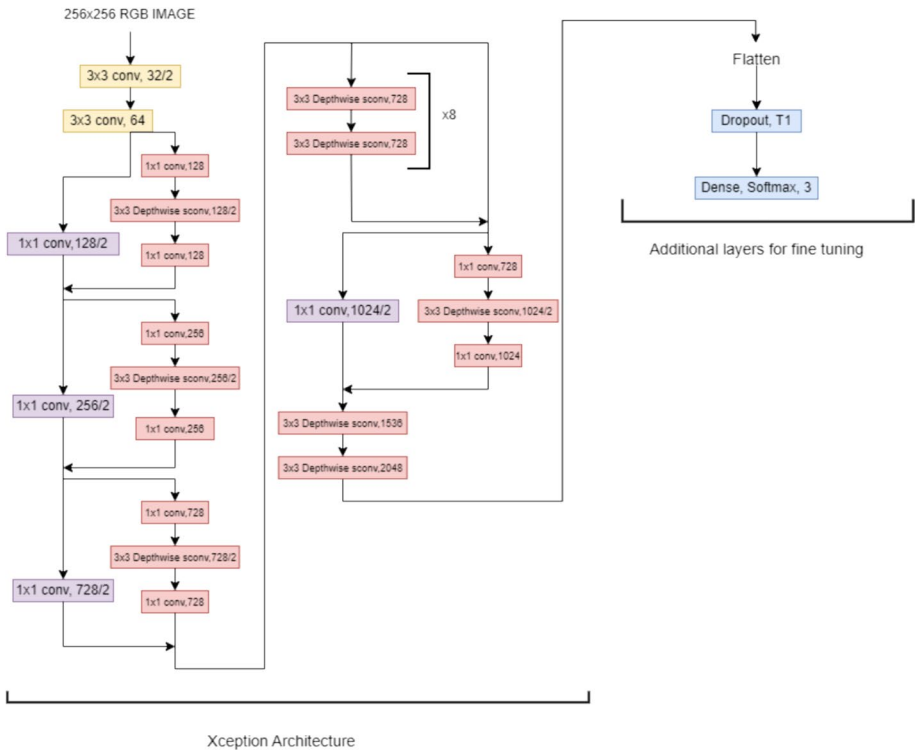 256x256 RGB IMAGE
3x3 conv, 32/2
3x3 conv, 64
1x1 conv,128
3x3 Depthwise sconv,128/2
1x1 conv,128/2
1x1 conv,128
1x1 conv,256
3x3 Depthwise sconv,256/2
1x1 conv, 256/2
1x1 conv,256
1x1 conv,728
3x3 Depthwise sconv,728/2
1x1 conv, 728/2
1x1 conv,728
3x3 Depthwise sconv,728
x8
3x3 Depthwise sconv,728
1x1 conv,728
1x1 conv,1024/2
3x3 Depthwise sconv,1024/2
1x1 conv,1024
3x3 Depthwise sconv,1536
3x3 Depthwise sconv,2048
Flatten
Dropout, T1
Dense, Softmax, 3
Additional layers for fine tuning
Xception Architecture